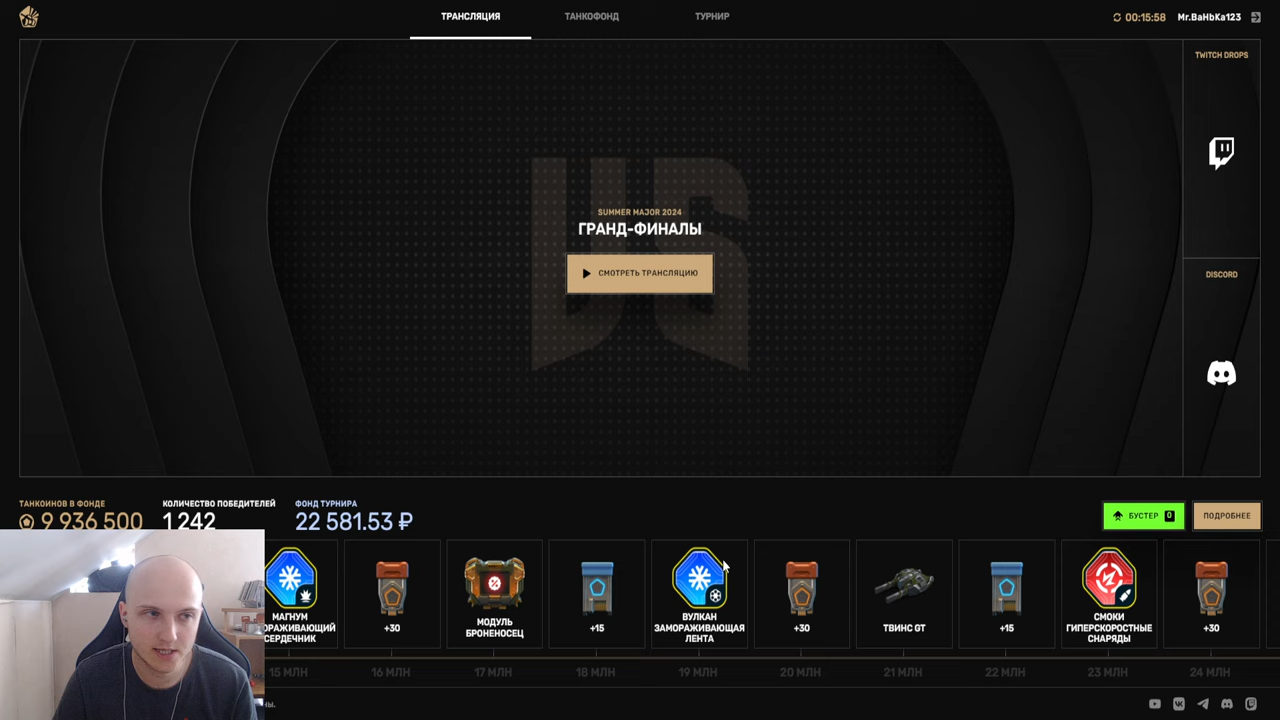 ТРАНСЛЯЦИЯ
ТАНКОФОНД
ТУРНИР
00:15:58
Mr.BaHbKa123
TWITCH DROPS
SUMMER MAJOR 2024
ГРАНД-ФИНАЛЫ
СМОТРЕТЬ ТРАНСЛЯЦИЮ
DISCORD
ТАНКОИНОВ В ФОНДЕ
9 936 500
КОЛИЧЕСТВО ПОБЕДИТЕЛЕЙ
1 242
ФОНД ТУРНИРА
22 581.53 ₽
БУСТЕР 0
ПОДРОБНЕЕ
МАГНУМ
ОРАЖИВАЮЩИЙ
СЕРДЕЧНИК
+30
МОДУЛЬ
БРОНЕНОСЕЦ
+15
ВУЛКАН
ЗАМОРАЖИВАЮЩАЯ
ЛЕНТА
+30
ТВИНС GT
+15
СМОКИ
ГИПЕРСКОРОСТНЫЕ
СНАРЯДЫ
+30
15 МЛН
16 МЛН
17 МЛН
18 МЛН
19 МЛН
20 МЛН
21 МЛН
22 МЛН
23 МЛН
24 МЛН
ны.